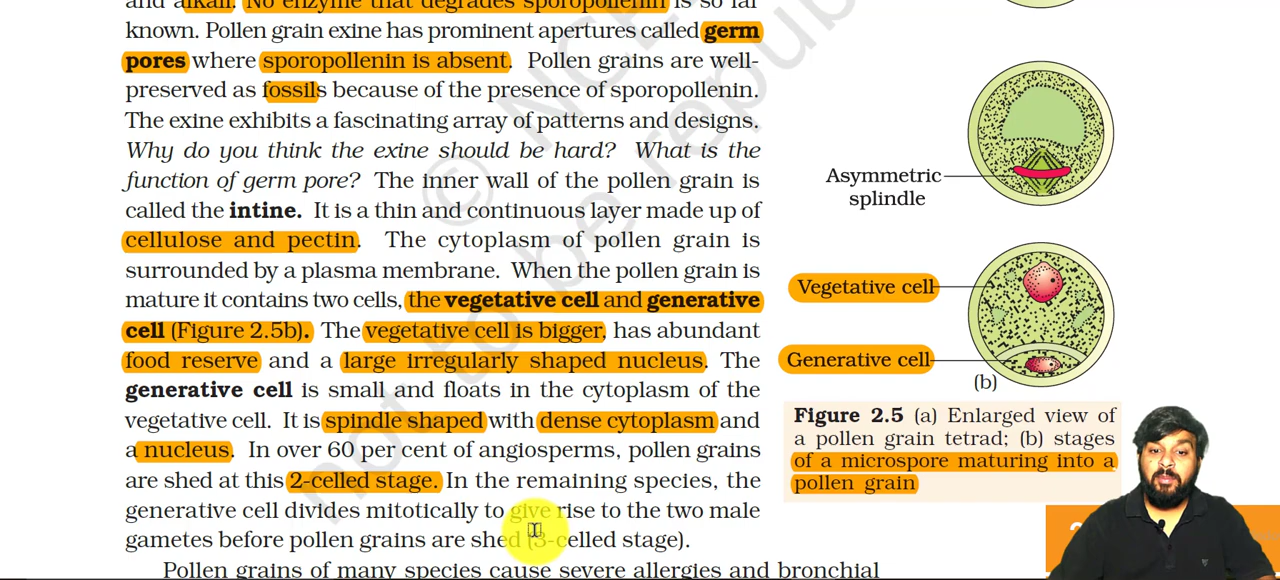 and alkali. No enzyme that degrades sporopollenin is so far
known. Pollen grain exine has prominent apertures called germ
pores where sporopollenin is absent. Pollen grains are well-
preserved as fossils because of the presence of sporopollenin.
The exine exhibits a fascinating array of patterns and designs.
Why do you think the exine should be hard? What is the
function of germ pore? The inner wall of the pollen grain is
called the intine. It is a thin and continuous layer made up of
cellulose and pectin. The cytoplasm of pollen grain is
surrounded by a plasma membrane. When the pollen grain is
mature it contains two cells, the vegetative cell and generative
cell (Figure 2.5b). The vegetative cell is bigger, has abundant
food reserve and a large irregularly shaped nucleus. The
generative cell is small and floats in the cytoplasm of the
vegetative cell. It is spindle shaped with dense cytoplasm and
a nucleus. In over 60 per cent of angiosperms, pollen grains
are shed at this 2-celled stage. In the remaining species, the
generative cell divides mitotically to give rise to the two male
gametes before pollen grains are shed (3-celled stage).
Pollen grains of many species cause severe allergies and bronchial
Asymmetric
spindle
Vegetative cell
Generative cell
(b)
Figure 2.5 (a) Enlarged view of
a pollen grain tetrad; (b) stages
of a microspore maturing into a
pollen grain
©
not to be republ